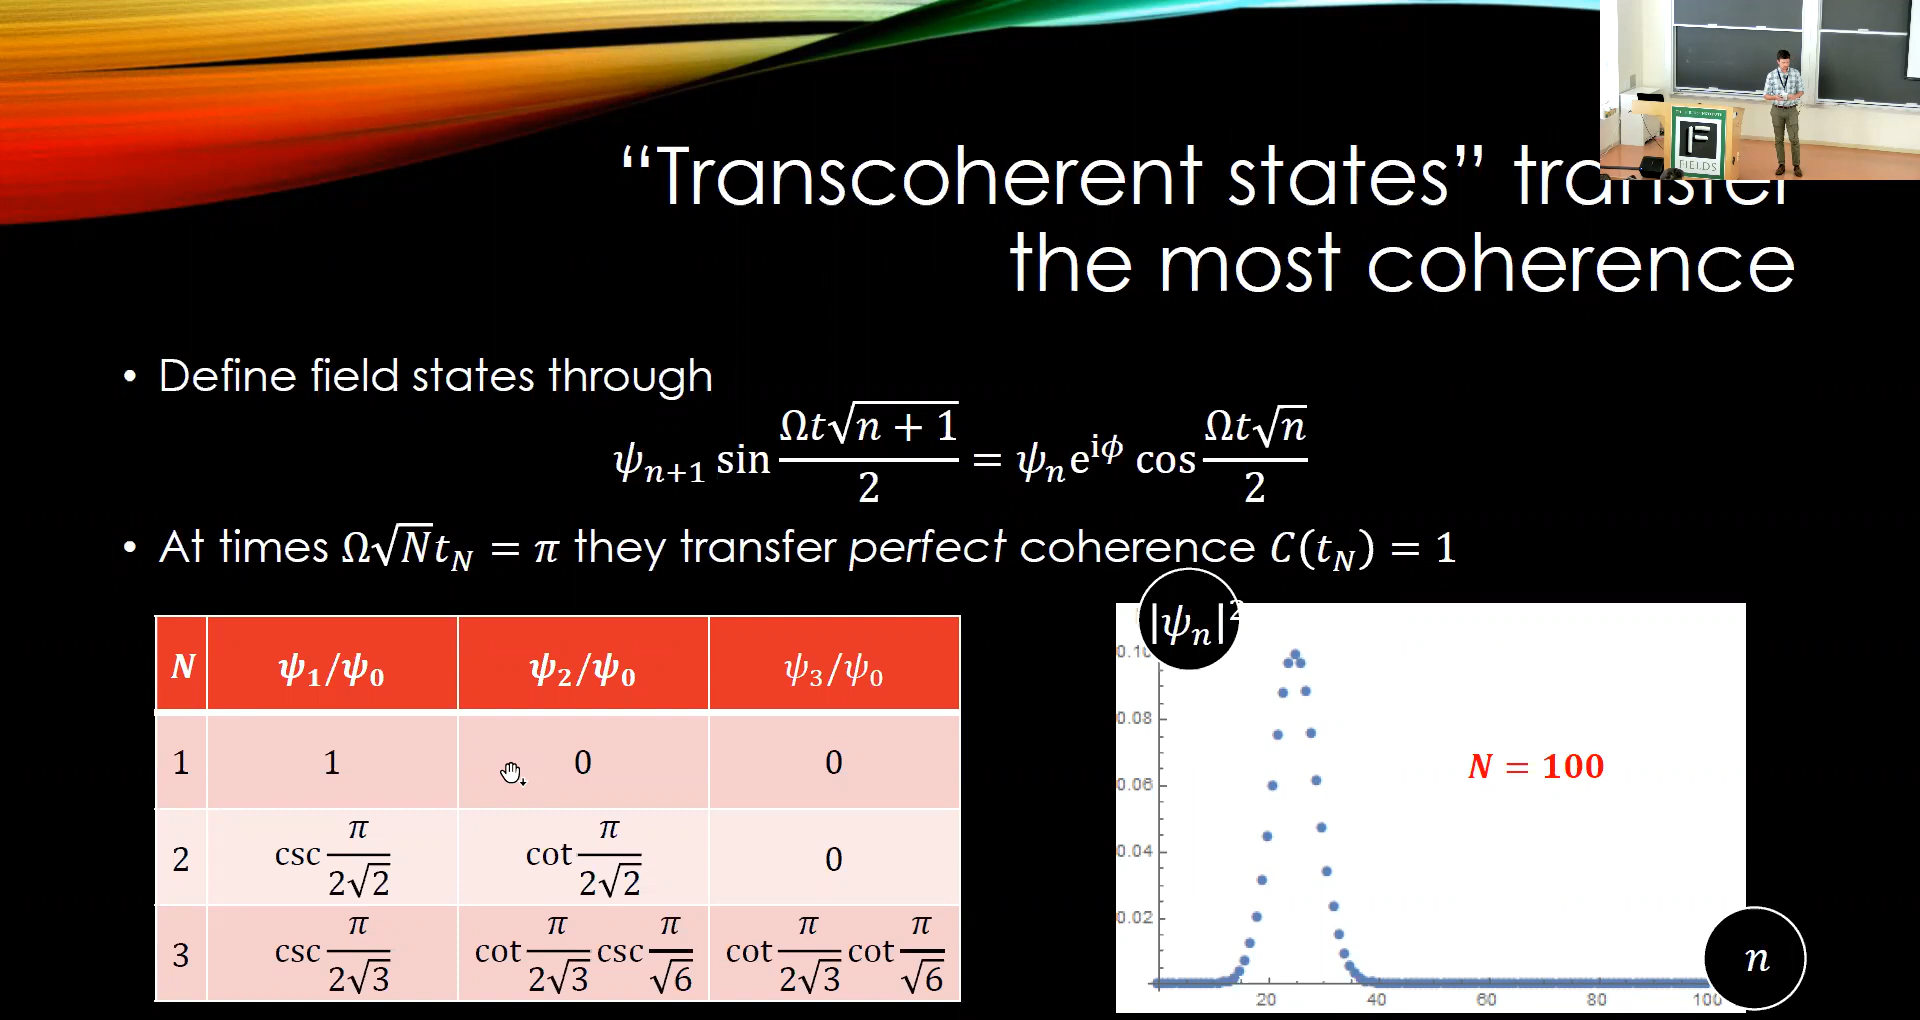 “Transcoherent states” transfer
the most coherence
• Define field states through
ψₙ₊₁ sin (Ωt√(n + 1))/2 = ψₙe^{iϕ} cos (Ωt√n)/2
• At times Ω√N t_N = π they transfer perfect coherence C(t_N) = 1
N ψ₁/ψ₀ ψ₂/ψ₀ ψ₃/ψ₀
1 1 0 0
2 csc π/(2√2) cot π/(2√2) 0
3 csc π/(2√3) cot π/(2√3) csc π/√6 cot π/(2√3) cot π/√6
|ψₙ|²
0.10
0.08
0.06
0.04
0.02
N = 100
20 40 60 80 100
n
F
FIELDS